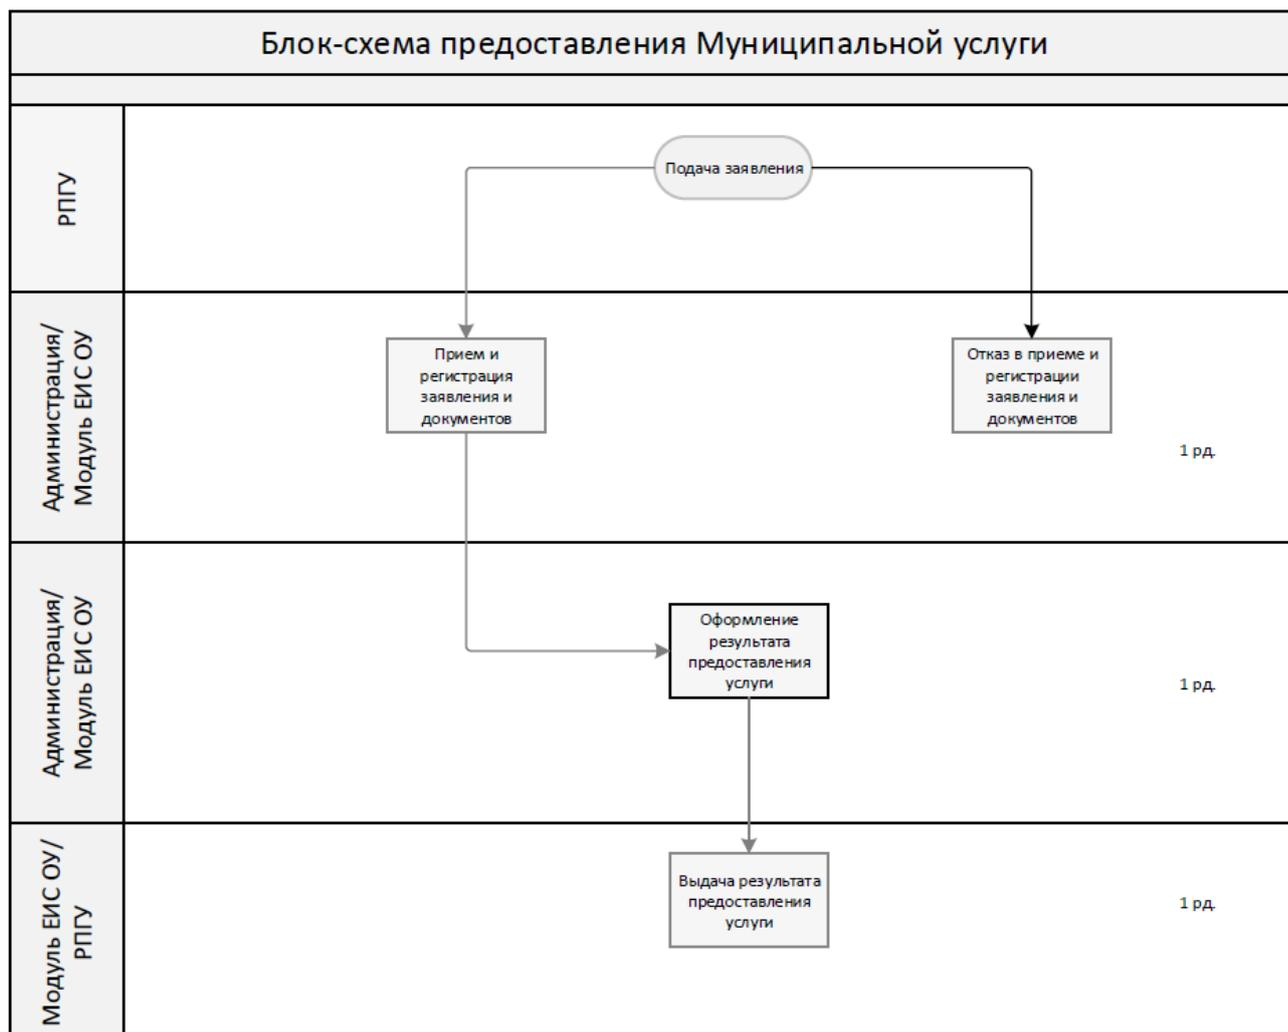 Блок-схема предоставления Муниципальной услуги
РПГУ
Подача заявления
Администрация/
Модуль ЕИС ОУ
Прием и
регистрация
заявления и
документов
Отказ в приеме и
регистрации
заявления и
документов
1 рд.
Администрация/
Модуль ЕИС ОУ
Оформление
результата
предоставления
услуги
1 рд.
Модуль ЕИС ОУ/
РПГУ
Выдача результата
предоставления
услуги
1 рд.